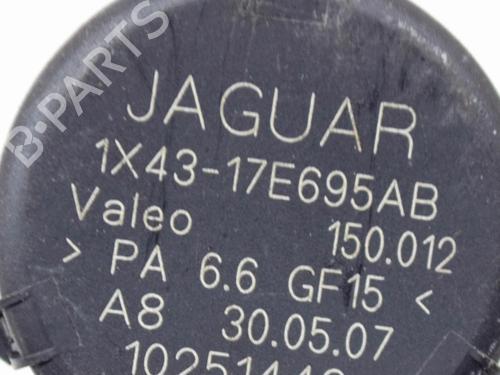 B-PARTS
JAGUAR
1X43-17E695AB
Valeo 150.012
> PA 6.6 GF15 <
A8 30.05.07